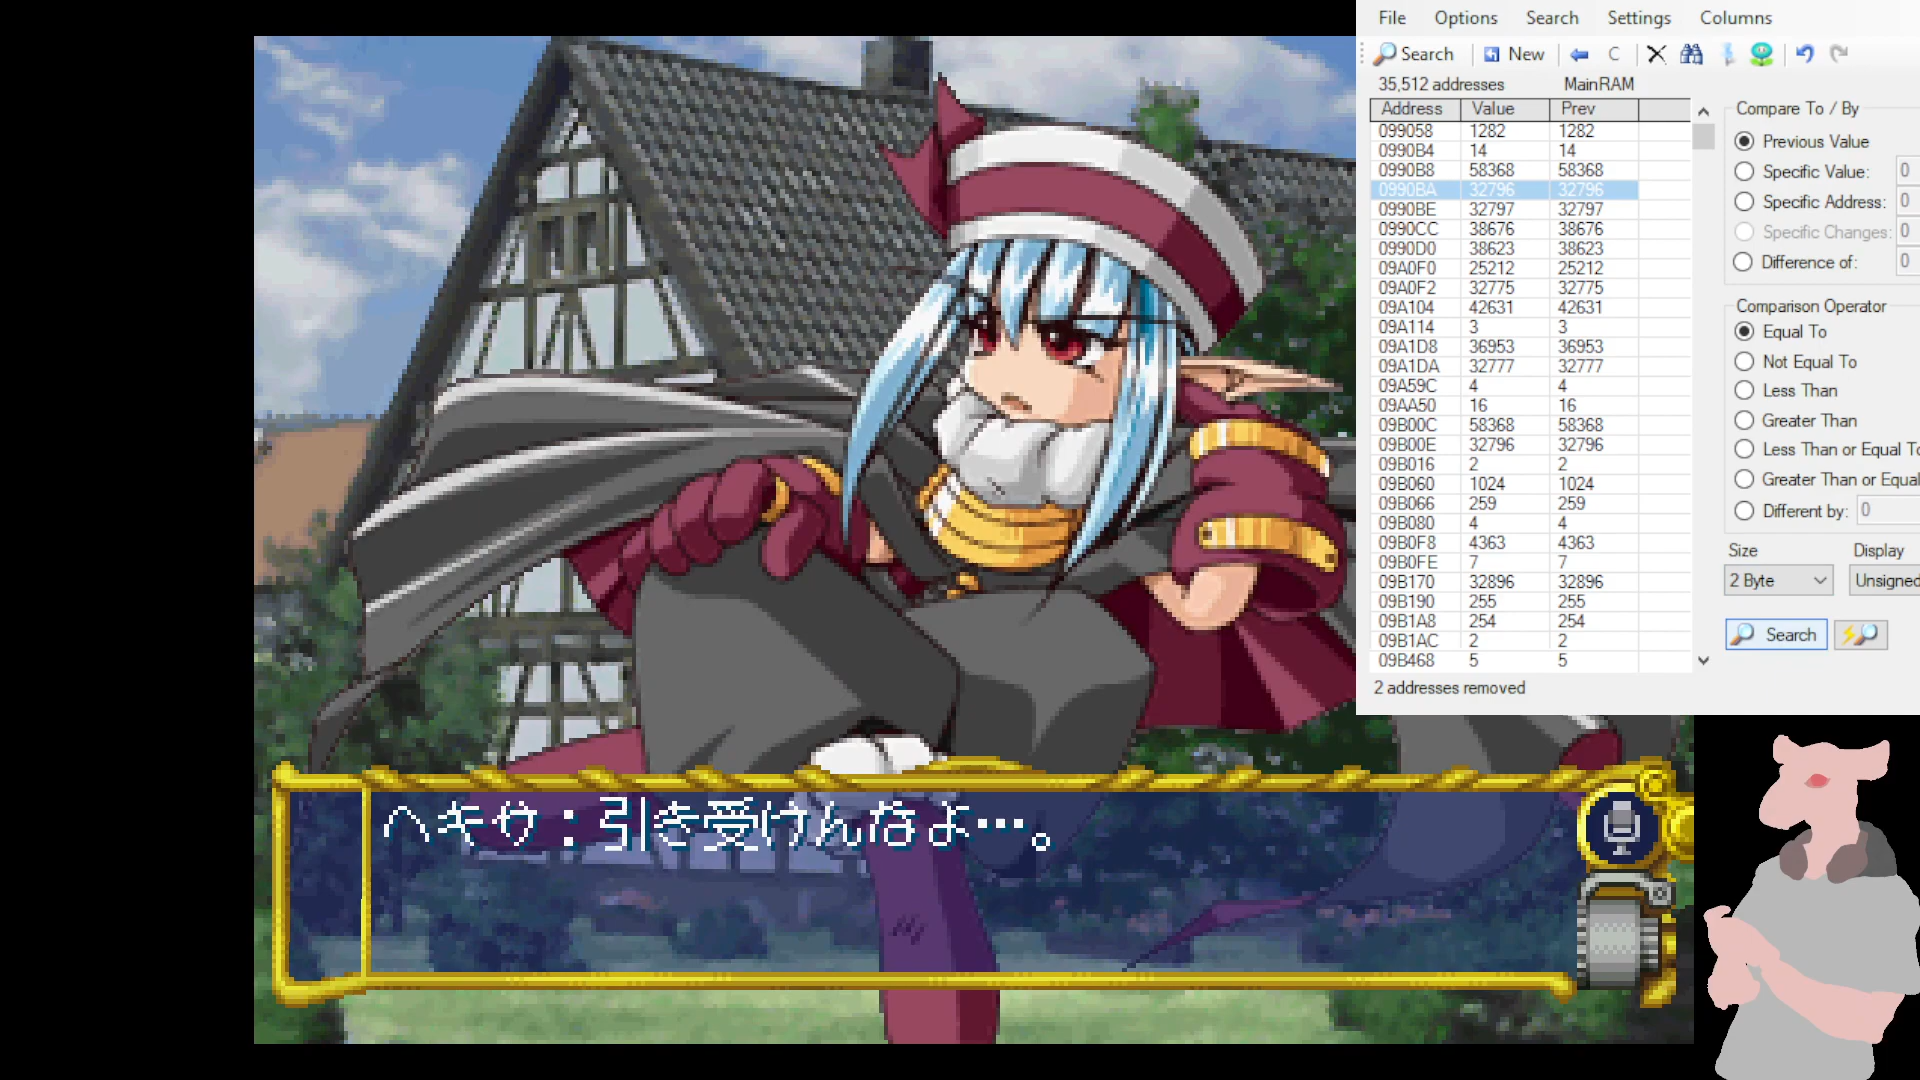 File Options Search Settings Columns
Search New C
35,512 addresses MainRAM
Address Value Prev
099058 1282 1282
0990B4 14 14
0990B8 58368 58368
0990BA 32796 32796
0990BE 32797 32797
0990CC 38676 38676
0990D0 38623 38623
09A0F0 25212 25212
09A0F2 32775 32775
09A104 42631 42631
09A114 3 3
09A1D8 36953 36953
09A1DA 32777 32777
09A59C 4 4
09AA50 16 16
09B00C 58368 58368
09B00E 32796 32796
09B016 2 2
09B060 1024 1024
09B066 259 259
09B080 4 4
09B0F8 4363 4363
09B0FE 7 7
09B170 32896 32896
09B190 255 255
09B1A8 254 254
09B1AC 2 2
09B468 5 5
2 addresses removed
Compare To / By
Previous Value
Specific Value: 0
Specific Address: 0
Specific Changes: 0
Difference of: 0
Comparison Operator
Equal To
Not Equal To
Less Than
Greater Than
Less Than or Equal To
Greater Than or Equal
Different by: 0
Size Display
2 Byte Unsigned
Search
ヘキサ：引き受けんなよ…。